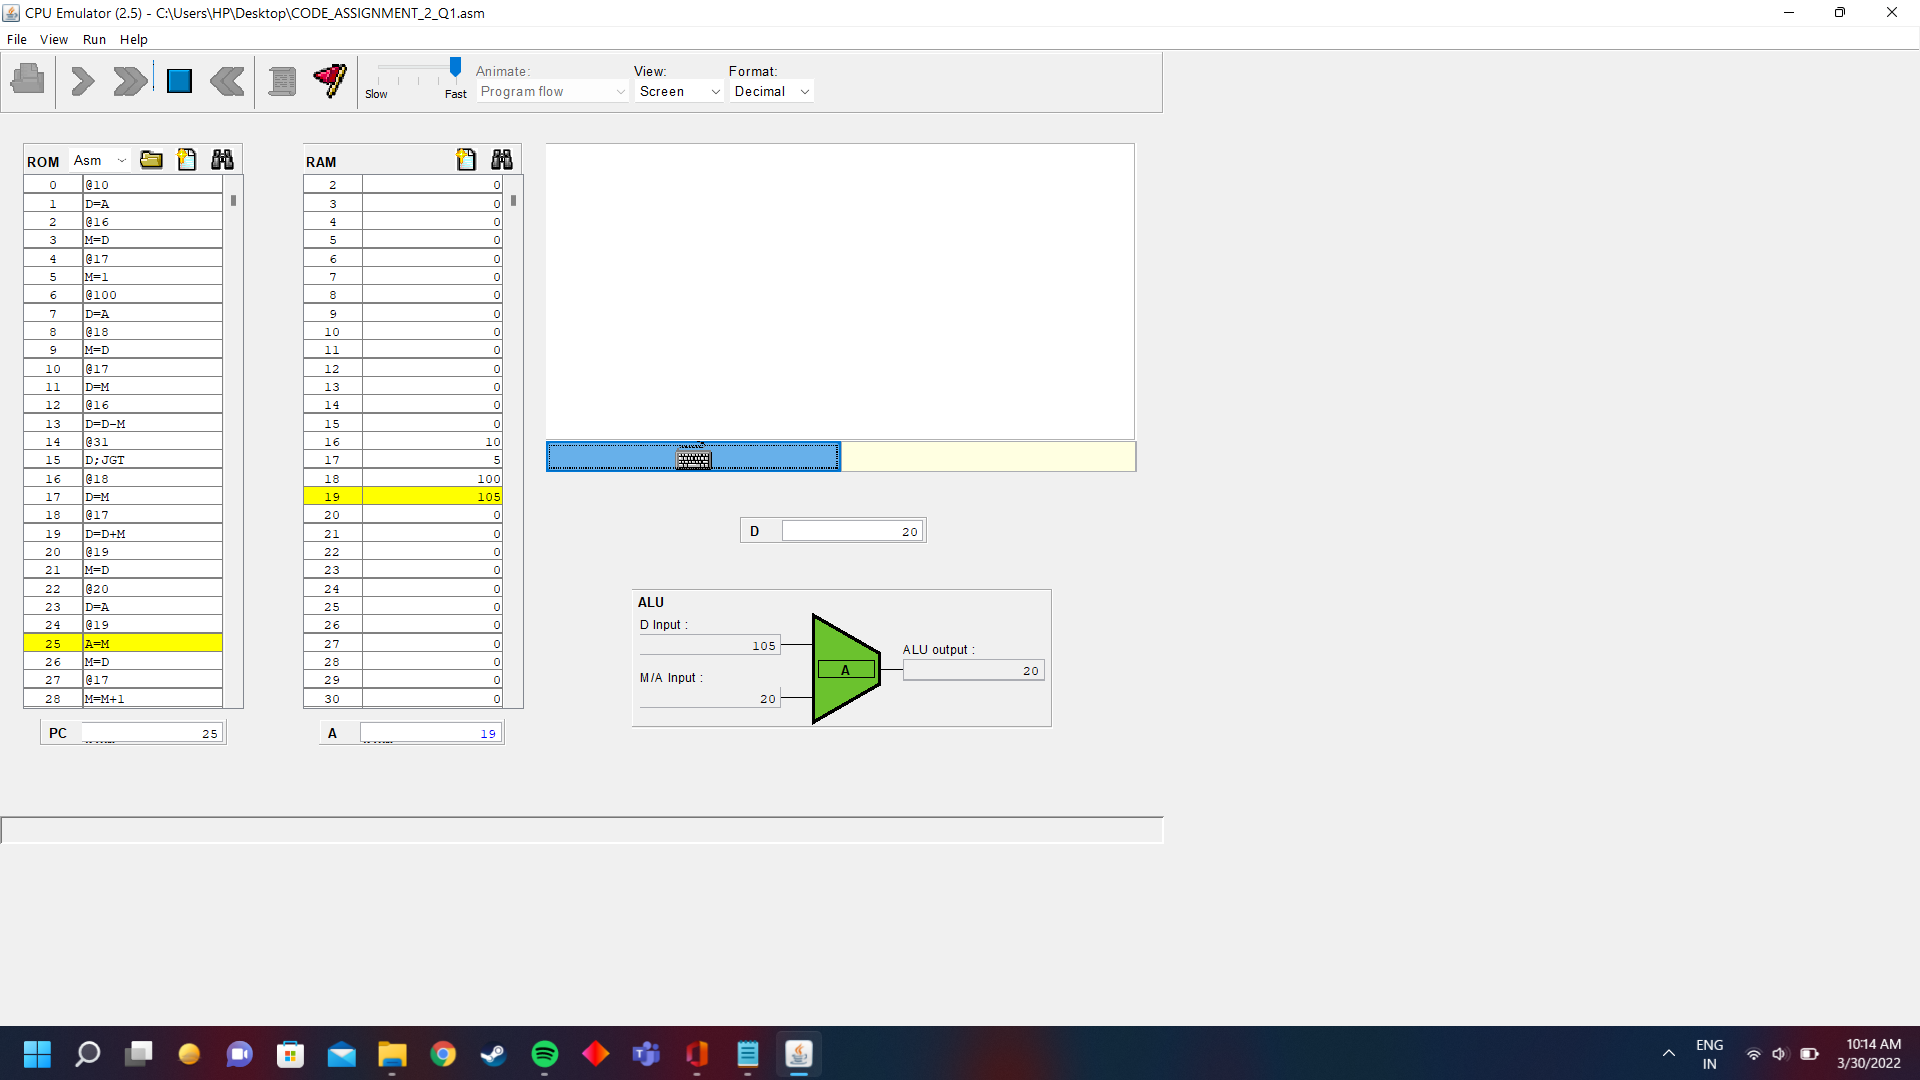 CPU Emulator (2.5) - C:\Users\HP\Desktop\CODE_ASSIGNMENT_2_Q1.asm
File View Run Help
Slow Fast
Animate:
Program flow
View:
Screen
Format:
Decimal
ROM Asm
0 @10
1 D=A
2 @16
3 M=D
4 @17
5 M=1
6 @100
7 D=A
8 @18
9 M=D
10 @17
11 D=M
12 @16
13 D=D-M
14 @31
15 D;JGT
16 @18
17 D=M
18 @17
19 D=D+M
20 @19
21 M=D
22 @20
23 D=A
24 @19
25 A=M
26 M=D
27 @17
28 M=M+1
PC 25
RAM
2 0
3 0
4 0
5 0
6 0
7 0
8 0
9 0
10 0
11 0
12 0
13 0
14 0
15 0
16 10
17 5
18 100
19 105
20 0
21 0
22 0
23 0
24 0
25 0
26 0
27 0
28 0
29 0
30 0
A 19
D 20
ALU
D Input :
105
M/A Input :
20
A
ALU output :
20
ENG
IN
10:14 AM
3/30/2022